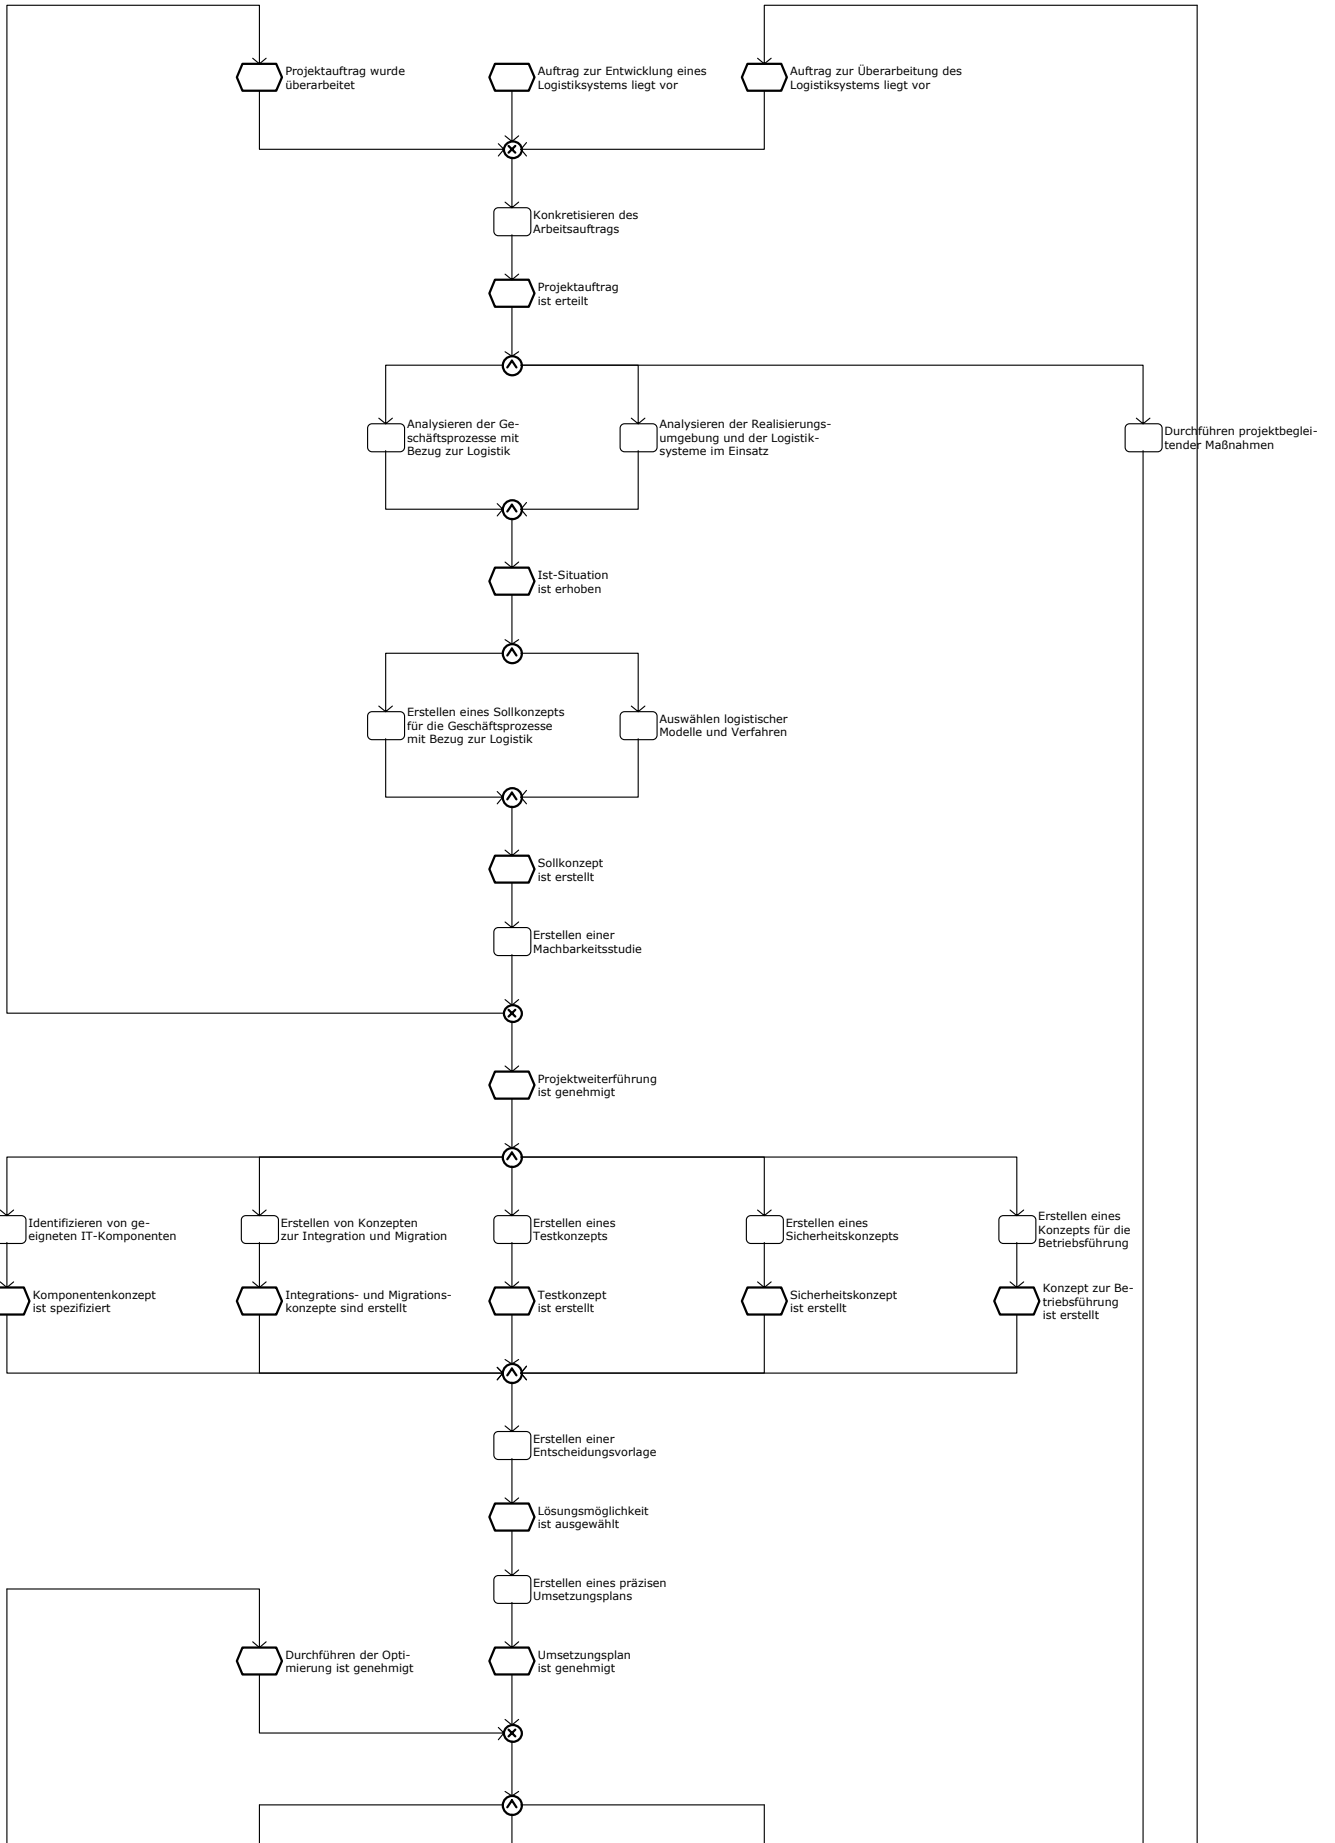 Projektauftrag wurde
überarbeitet
Auftrag zur Entwicklung eines
Logistiksystems liegt vor
Auftrag zur Überarbeitung des
Logistiksystems liegt vor
Konkretisieren des
Arbeitsauftrags
Projektauftrag
ist erteilt
Analysieren der Ge-
schäftsprozesse mit
Bezug zur Logistik
Analysieren der Realisierungs-
umgebung und der Logistik-
systeme im Einsatz
Durchführen projektbeglei-
tender Maßnahmen
Ist-Situation
ist erhoben
Erstellen eines Sollkonzepts
für die Geschäftsprozesse
mit Bezug zur Logistik
Auswählen logistischer
Modelle und Verfahren
Sollkonzept
ist erstellt
Erstellen einer
Machbarkeitsstudie
Projektweiterführung
ist genehmigt
Identifizieren von ge-
eigneten IT-Komponenten
Erstellen von Konzepten
zur Integration und Migration
Erstellen eines
Testkonzepts
Erstellen eines
Sicherheitskonzepts
Erstellen eines
Konzepts für die
Betriebsführung
Komponentenkonzept
ist spezifiziert
Integrations- und Migrations-
konzepte sind erstellt
Testkonzept
ist erstellt
Sicherheitskonzept
ist erstellt
Konzept zur Be-
triebsführung
ist erstellt
Erstellen einer
Entscheidungsvorlage
Lösungsmöglichkeit
ist ausgewählt
Erstellen eines präzisen
Umsetzungsplans
Durchführen der Opti-
mierung ist genehmigt
Umsetzungsplan
ist genehmigt